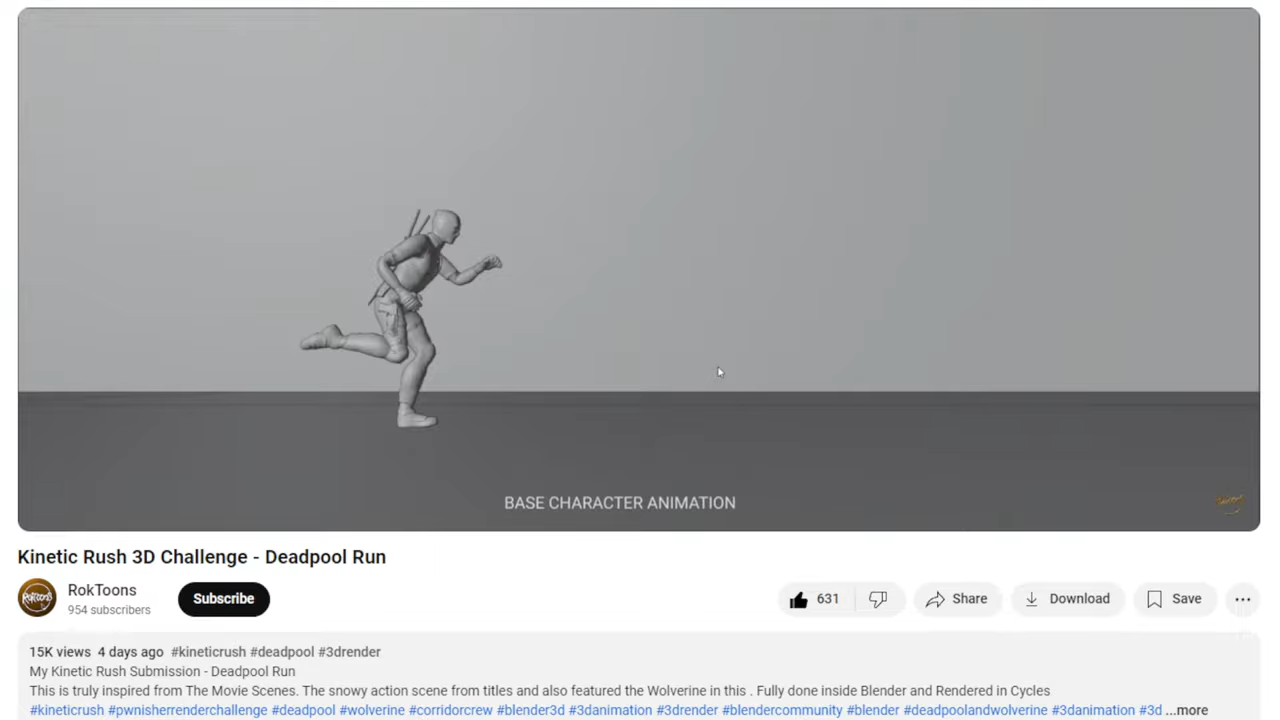 BASE CHARACTER ANIMATION
Kinetic Rush 3D Challenge - Deadpool Run
RokToons
954 subscribers
Subscribe
631
Share
Download
Save
15K views 4 days ago #kineticrush #deadpool #3drender
My Kinetic Rush Submission - Deadpool Run
This is truly inspired from The Movie Scenes. The snowy action scene from titles and also featured the Wolverine in this . Fully done inside Blender and Rendered in Cycles
#kineticrush #pwnisherrenderchallenge #deadpool #wolverine #corridorcrew #blender3d #3danimation #3drender #blendercommunity #blender #deadpoolandwolverine #3danimation #3d ...more